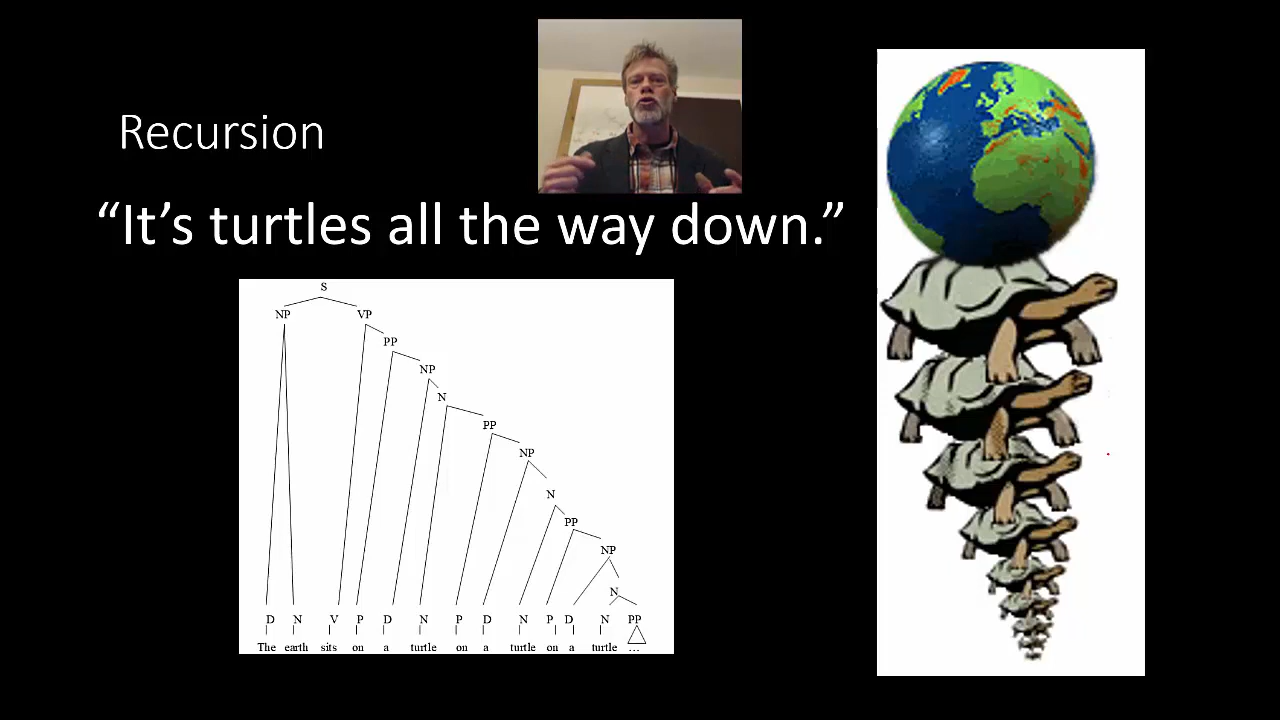 Recursion
“It’s turtles all the way down.”
S
NP VP
PP
NP
N
PP
NP
N
PP
NP
N
D N V P D N P D N P D N PP
The earth sits on a turtle on a turtle on a turtle ...